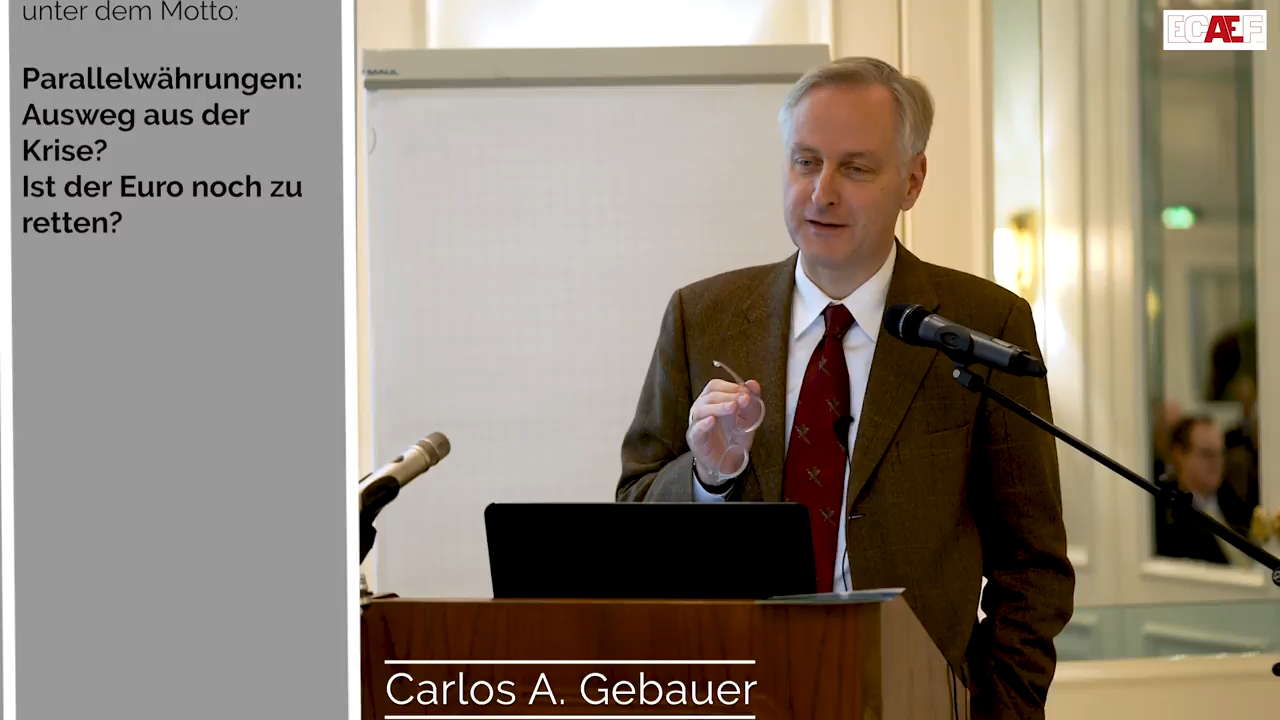 unter dem Motto:
Parallelwährungen:
Ausweg aus der
Krise?
Ist der Euro noch zu
retten?
ECAEF
Carlos A. Gebauer